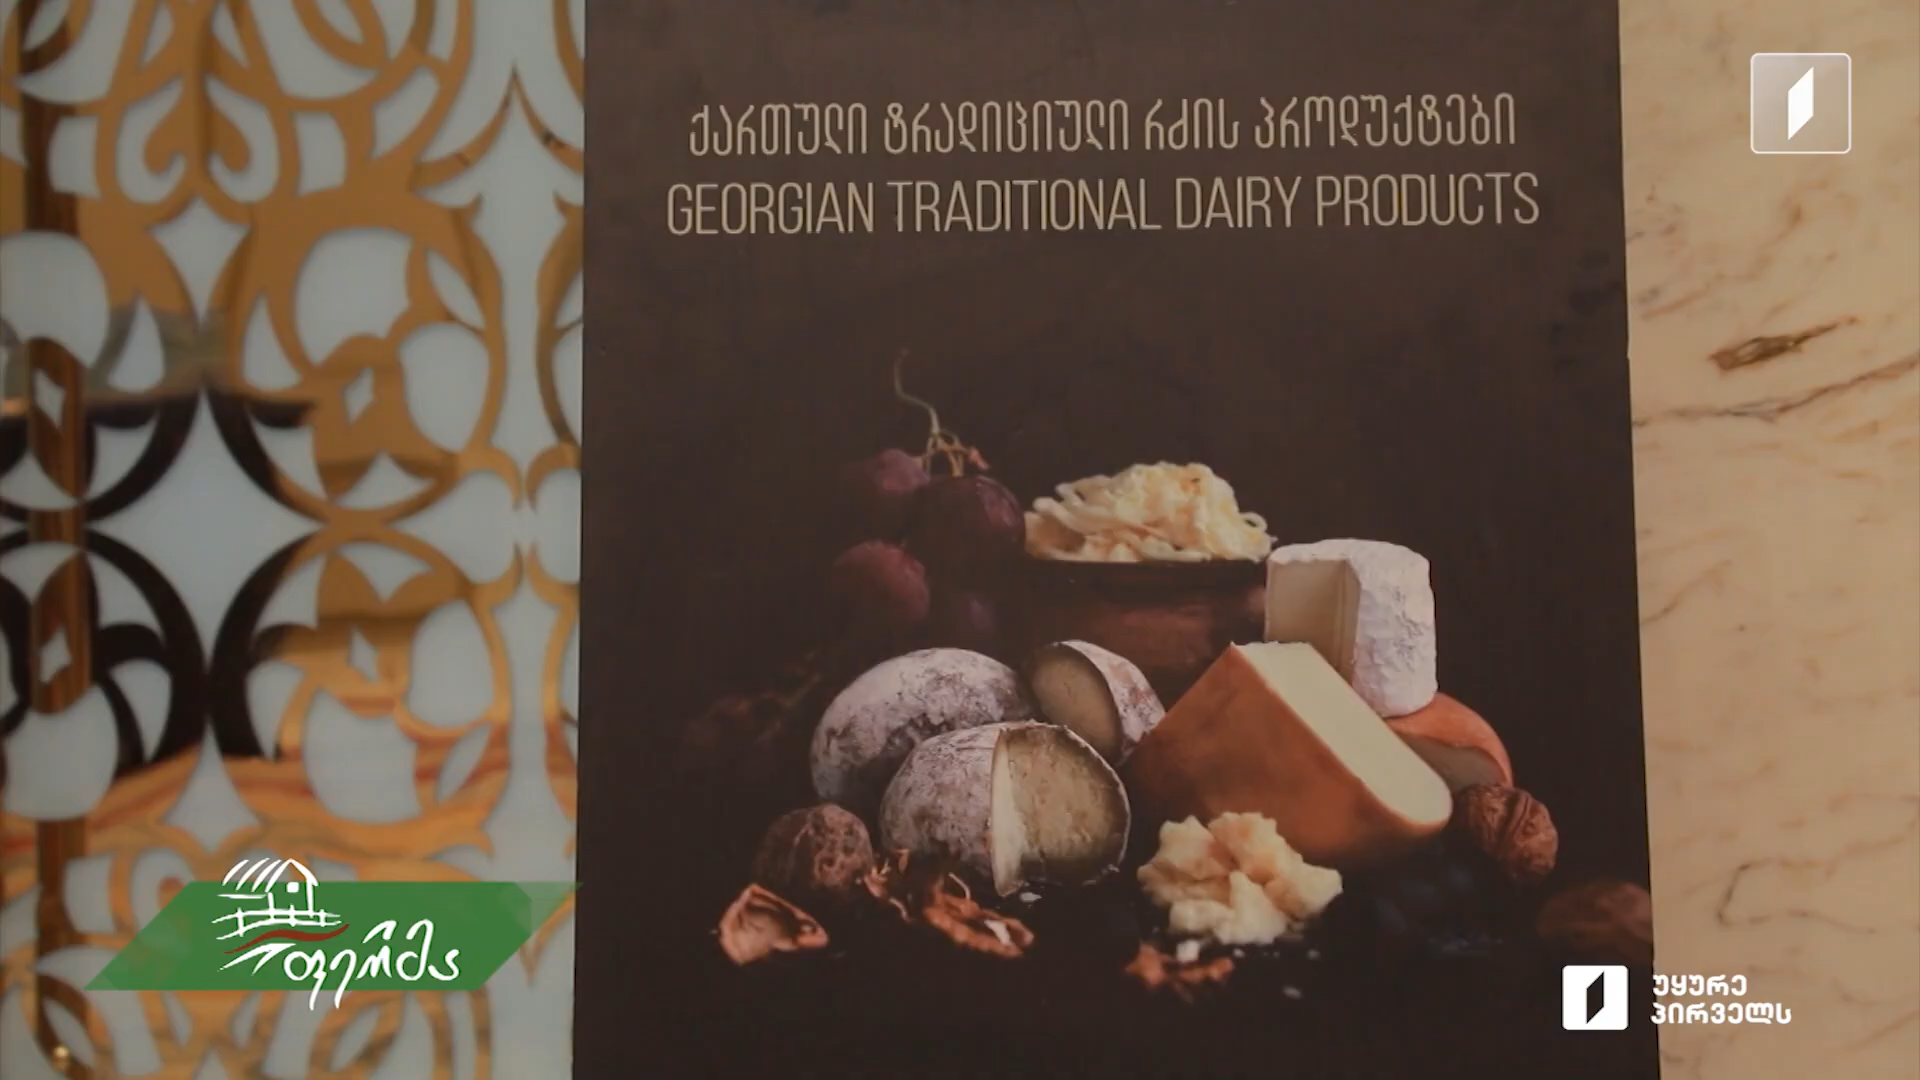 ქართული ტრადიციული რძის პროდუქტები
GEORGIAN TRADITIONAL DAIRY PRODUCTS
ფერმა
უყურე
პირველს